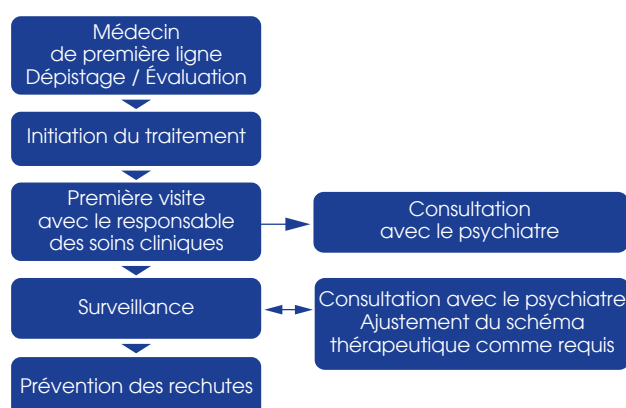 Médecin
de première ligne
Dépistage / Évaluation
Initiation du traitement
Première visite
avec le responsable
des soins cliniques
Consultation
avec le psychiatre
Surveillance
Consultation avec le psychiatre
Ajustement du schéma
thérapeutique comme requis
Prévention des rechutes